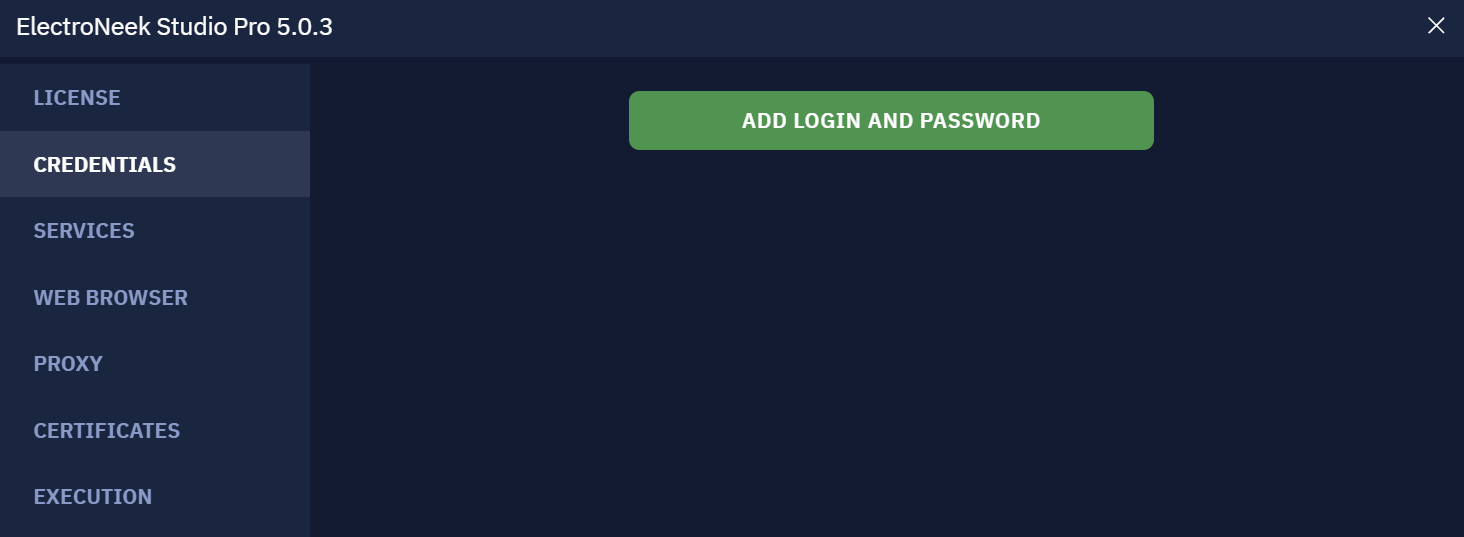 ElectroNeek Studio Pro 5.0.3
LICENSE
CREDENTIALS
SERVICES
WEB BROWSER
PROXY
CERTIFICATES
EXECUTION
ADD LOGIN AND PASSWORD